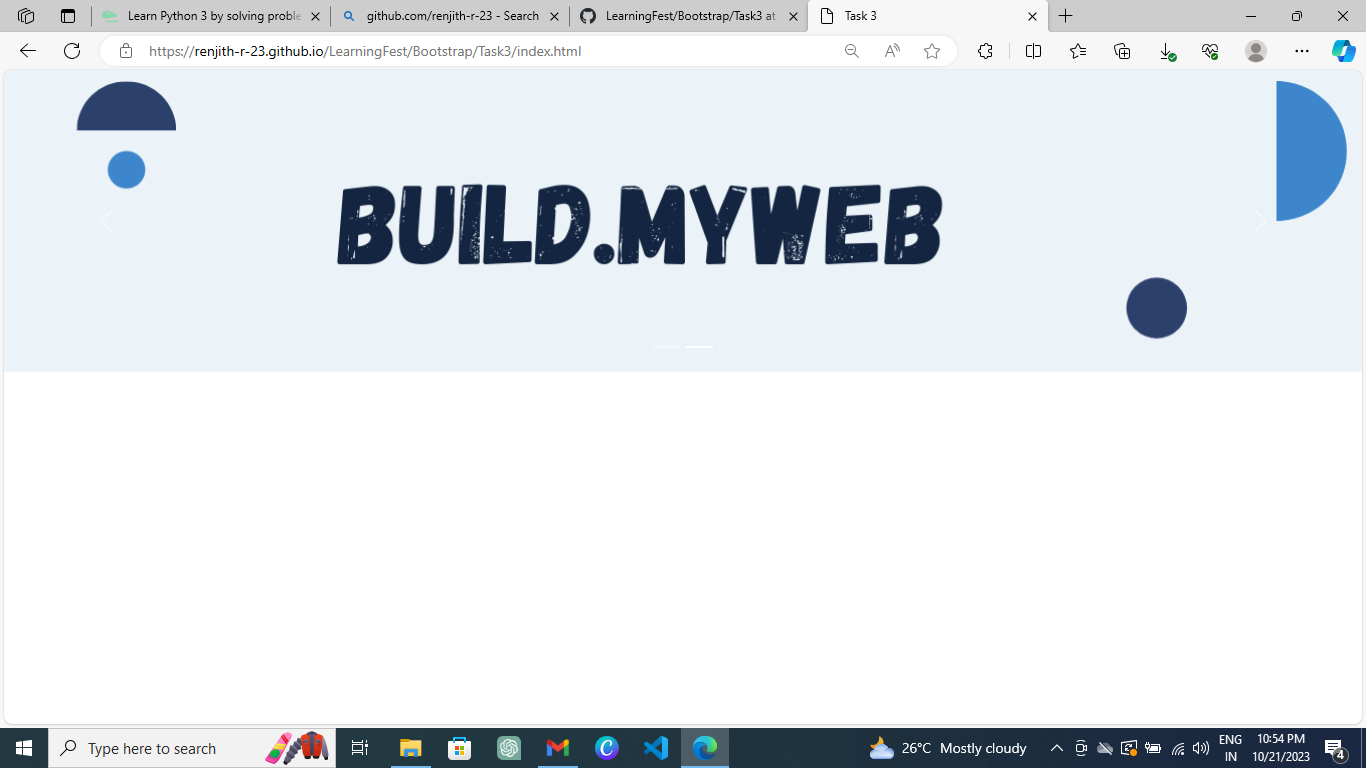 Learn Python 3 by solving proble
github.com/renjith-r-23 - Search
LearningFest/Bootstrap/Task3 at
Task 3
https://renjith-r-23.github.io/LearningFest/Bootstrap/Task3/index.html
BUILD.MYWEB
Type here to search
26°C Mostly cloudy
ENG
IN
10:54 PM
10/21/2023
4